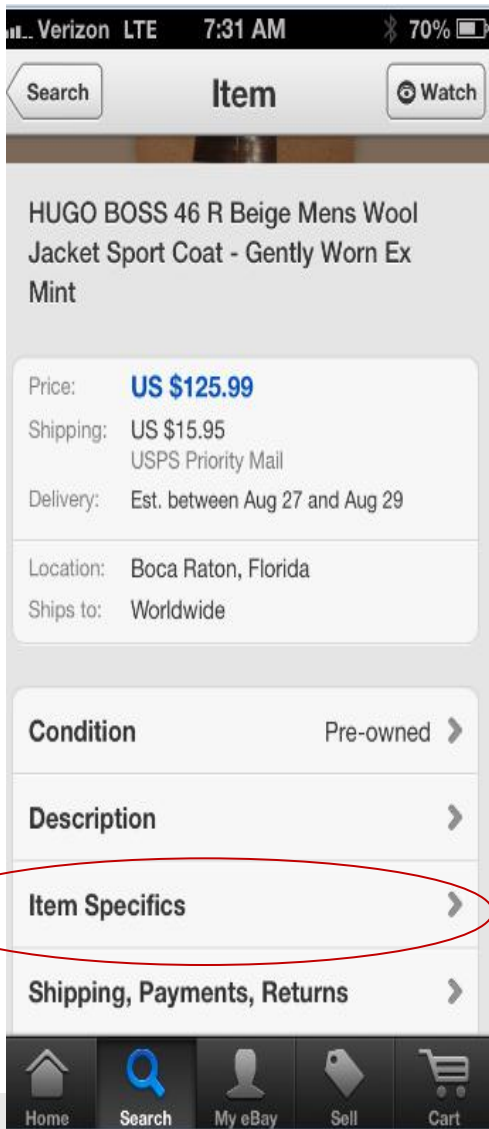 Verizon LTE 7:31 AM 70%
Search Item Watch
HUGO BOSS 46 R Beige Mens Wool
Jacket Sport Coat - Gently Worn Ex
Mint
Price: US $125.99
Shipping: US $15.95
USPS Priority Mail
Delivery: Est. between Aug 27 and Aug 29
Location: Boca Raton, Florida
Ships to: Worldwide
Condition Pre-owned
Description
Item Specifics
Shipping, Payments, Returns
Home Search My eBay Sell Cart